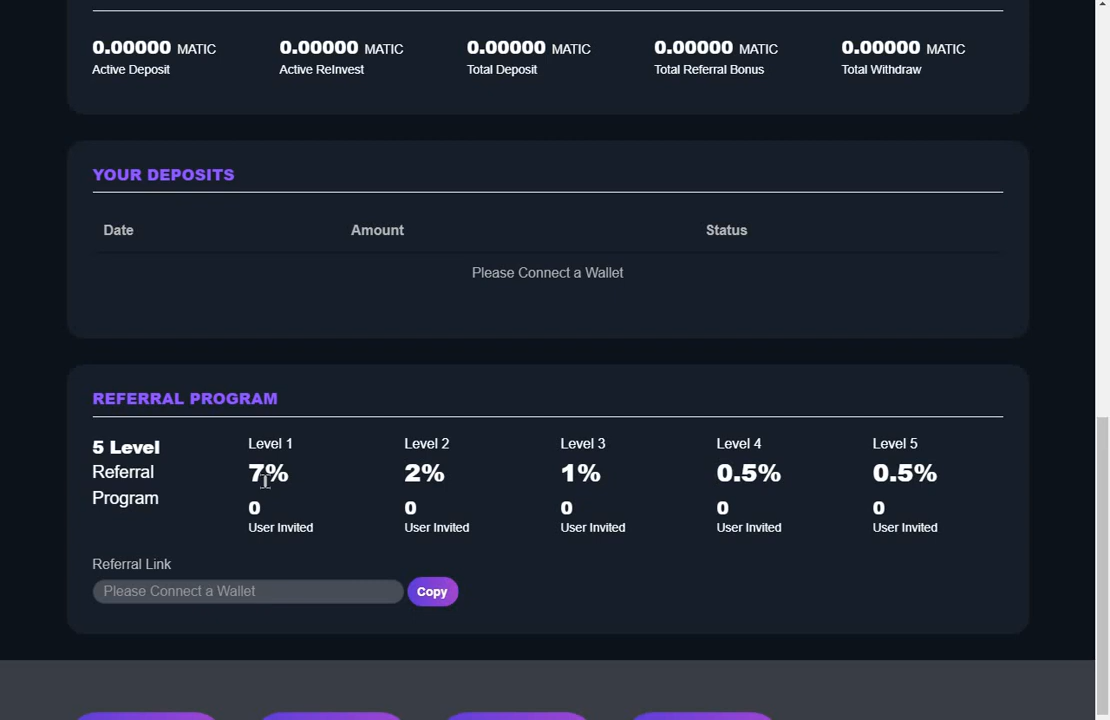 0.00000 MATIC 0.00000 MATIC 0.00000 MATIC 0.00000 MATIC 0.00000 MATIC
Active Deposit Active ReInvest Total Deposit Total Referral Bonus Total Withdraw
YOUR DEPOSITS
Date Amount Status
Please Connect a Wallet
REFERRAL PROGRAM
5 Level Level 1 Level 2 Level 3 Level 4 Level 5
Referral 7% 2% 1% 0.5% 0.5%
Program 0 0 0 0 0
User Invited User Invited User Invited User Invited User Invited
Referral Link
Please Connect a Wallet Copy